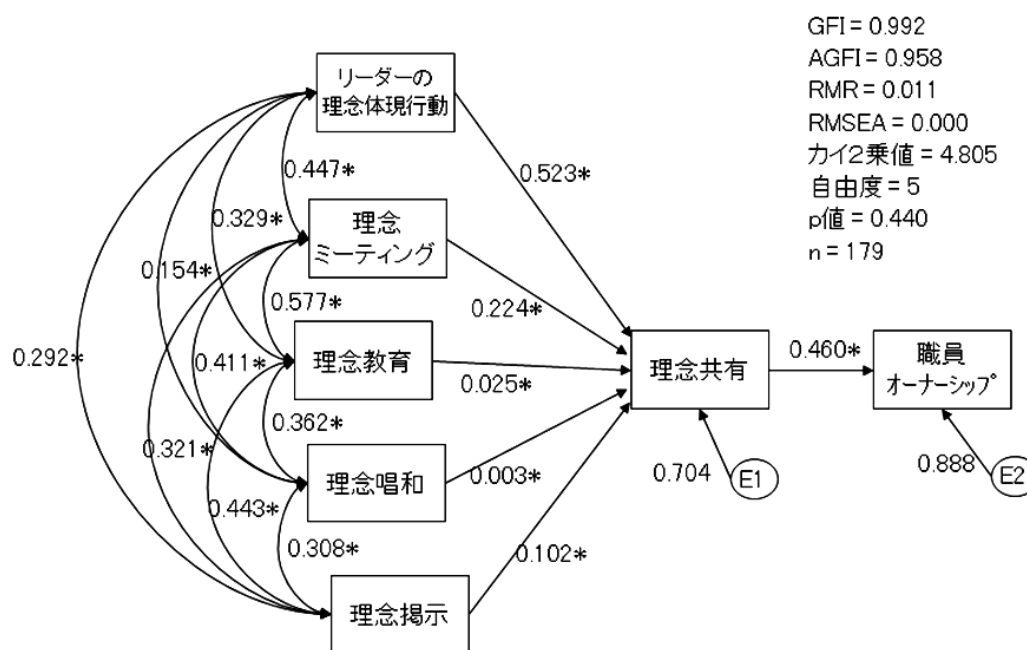 GFI = 0.992
AGFI = 0.958
RMR = 0.011
RMSEA = 0.000
カイ2乗値 = 4.805
自由度 = 5
p値 = 0.440
n = 179
リーダーの
理念体現行動
0.447*
0.523*
0.329*
理念
ミーティング
0.154*
0.577*
0.224*
0.292*
0.411*
理念教育
0.025*
理念共有
0.460*
職員
オーナーシップ
0.362*
0.321*
理念唱和
0.003*
0.704
E1
0.888
E2
0.443*
0.308*
0.102*
理念掲示